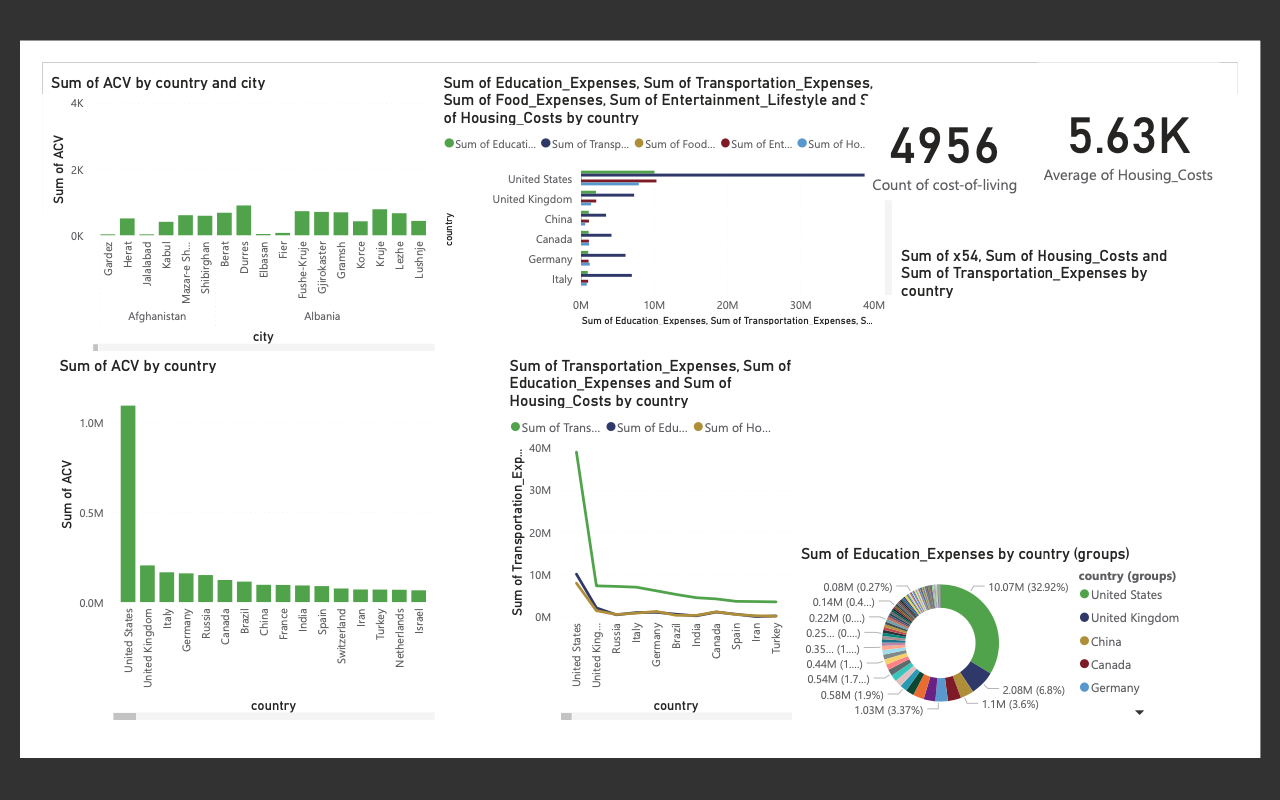 Sum of ACV by country and city
4K
2K
0K
Sum of ACV
Gardez
Herat
Jalalabad
Kabul
Mazar-e Sh...
Shibirghan
Berat
Durres
Elbasan
Fier
Fushe-Kruje
Gjirokaster
Gramsh
Korce
Kruje
Lezhe
Lushnje
Afghanistan
Albania
city
Sum of Education_Expenses, Sum of Transportation_Expenses,
Sum of Food_Expenses, Sum of Entertainment_Lifestyle and S
of Housing_Costs by country
Sum of Educati...
Sum of Transp...
Sum of Food...
Sum of Ent...
Sum of Ho...
country
United States
United Kingdom
China
Canada
Germany
Italy
0M
10M
20M
30M
40M
Sum of Education_Expenses, Sum of Transportation_Expenses, S...
4956
Count of cost-of-living
5.63K
Average of Housing_Costs
Sum of x54, Sum of Housing_Costs and
Sum of Transportation_Expenses by
country
Sum of ACV by country
1.0M
0.5M
0.0M
Sum of ACV
United States
United Kingdom
Italy
Germany
Russia
Canada
Brazil
China
France
India
Spain
Switzerland
Iran
Turkey
Netherlands
Israel
country
Sum of Transportation_Expenses, Sum of
Education_Expenses and Sum of
Housing_Costs by country
Sum of Trans...
Sum of Edu...
Sum of Ho...
Sum of Transportation_Exp...
40M
30M
20M
10M
0M
United States
United King...
Russia
Italy
Germany
Brazil
India
Canada
Spain
Iran
Turkey
country
Sum of Education_Expenses by country (groups)
0.08M (0.27%)
0.14M (0.4...)
0.22M (0....)
0.25... (0....)
0.35... (1....)
0.44M (1....)
0.54M (1.7...)
0.58M (1.9%)
1.03M (3.37%)
10.07M (32.92%)
2.08M (6.8%)
1.1M (3.6%)
country (groups)
United States
United Kingdom
China
Canada
Germany